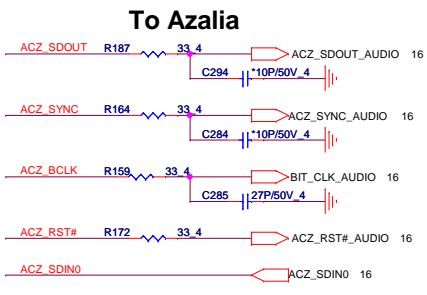 To Azalia
ACZ_SDOUT R187 33_4 ACZ_SDOUT_AUDIO 16
C294 *10P/50V_4
ACZ_SYNC R164 33_4 ACZ_SYNC_AUDIO 16
C284 *10P/50V_4
ACZ_BCLK R159 33_4 BIT_CLK_AUDIO 16
C285 27P/50V_4
ACZ_RST# R172 33_4 ACZ_RST#_AUDIO 16
ACZ_SDIN0 ACZ_SDIN0 16